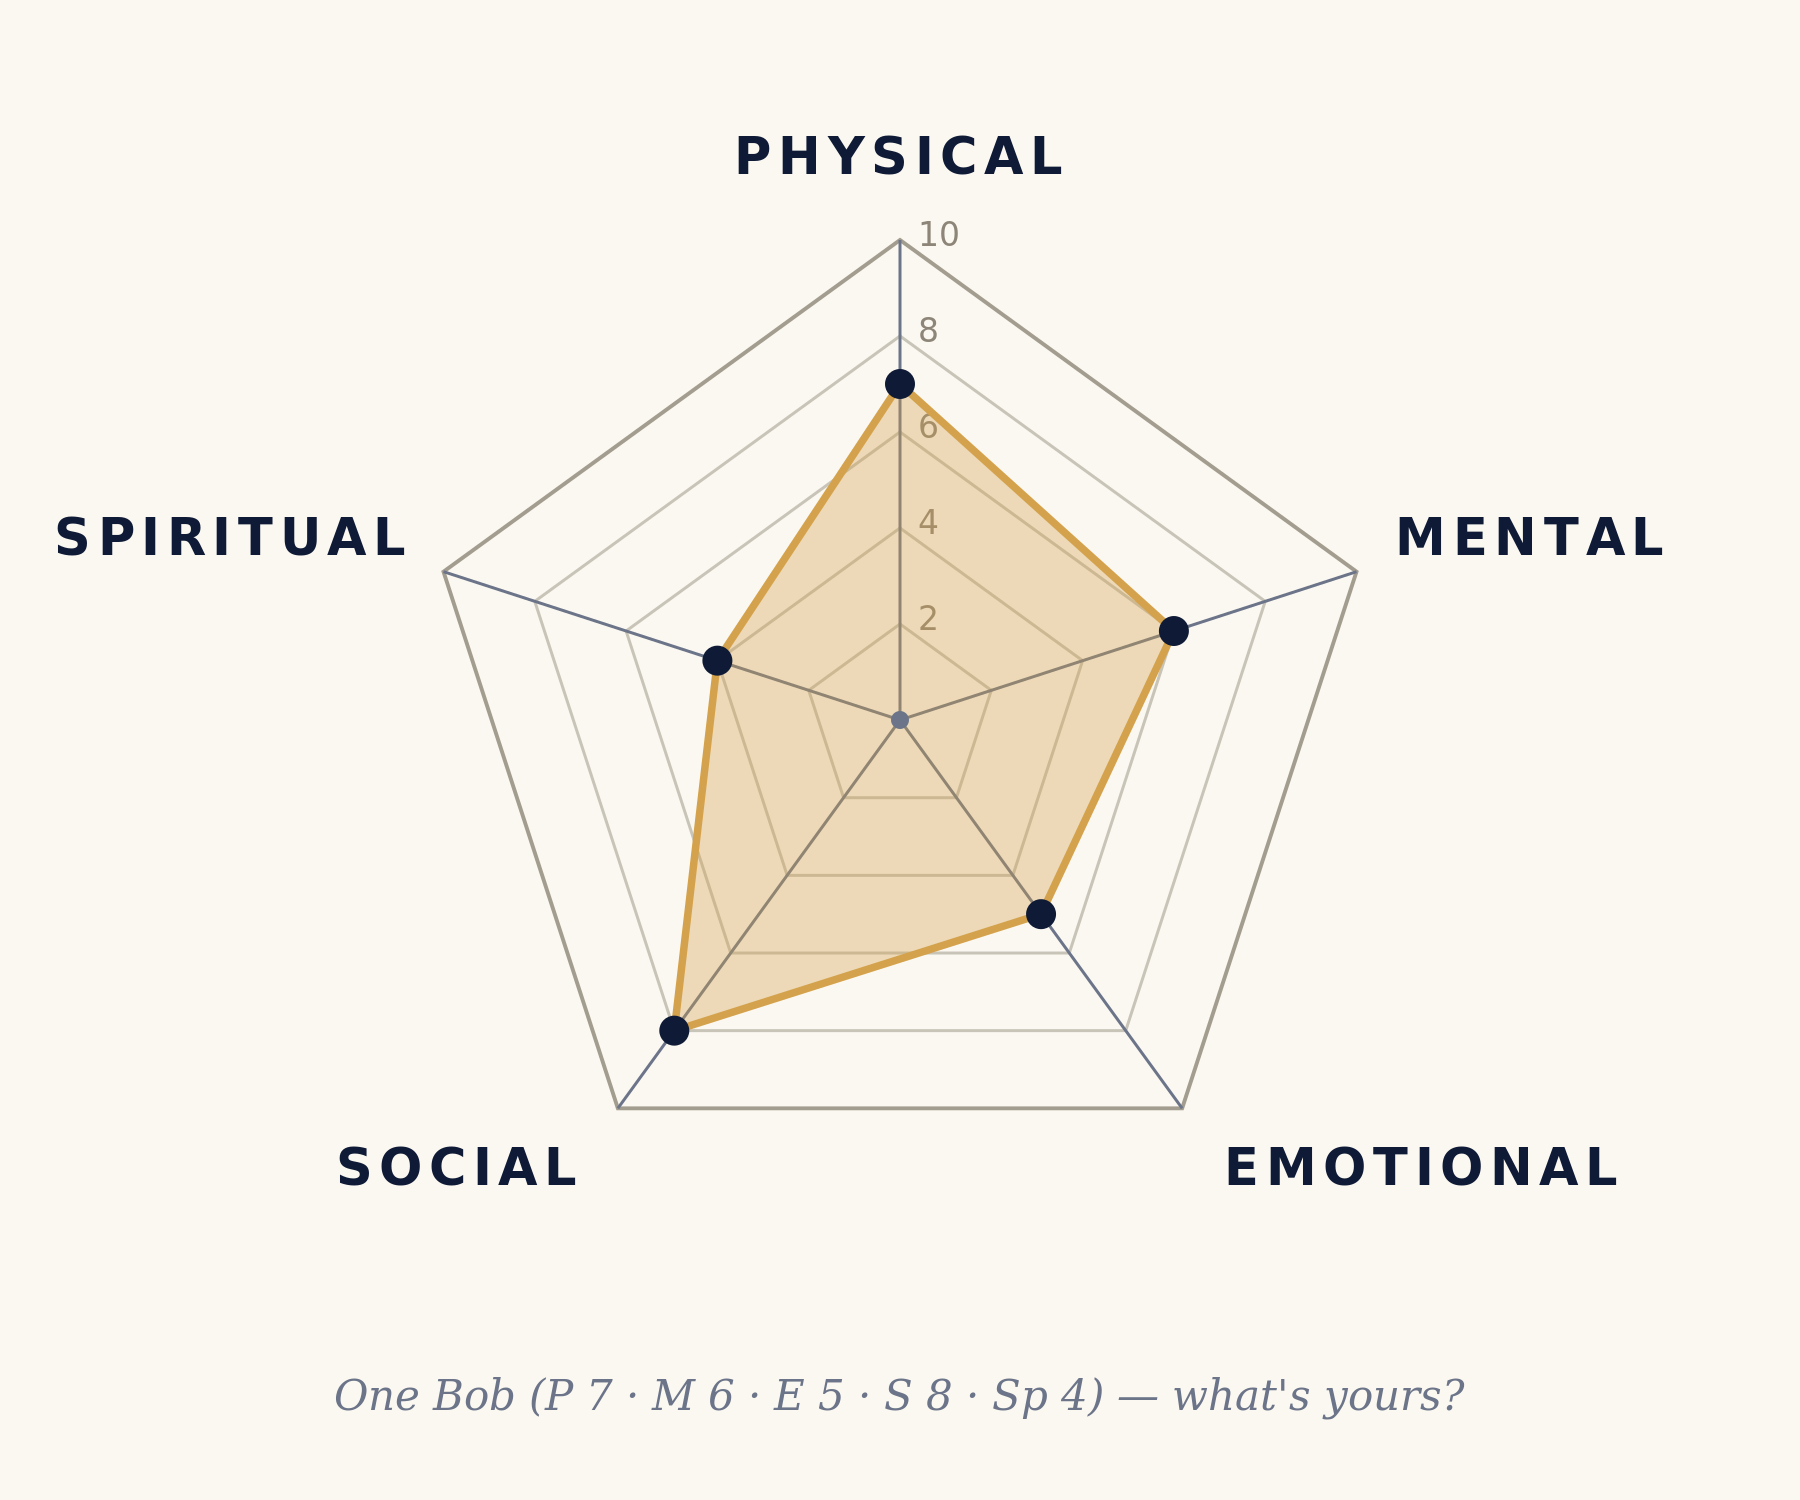 PHYSICAL
10
8
6
4
2
SPIRITUAL
MENTAL
SOCIAL
EMOTIONAL
One Bob (P 7 · M 6 · E 5 · S 8 · Sp 4) — what's yours?